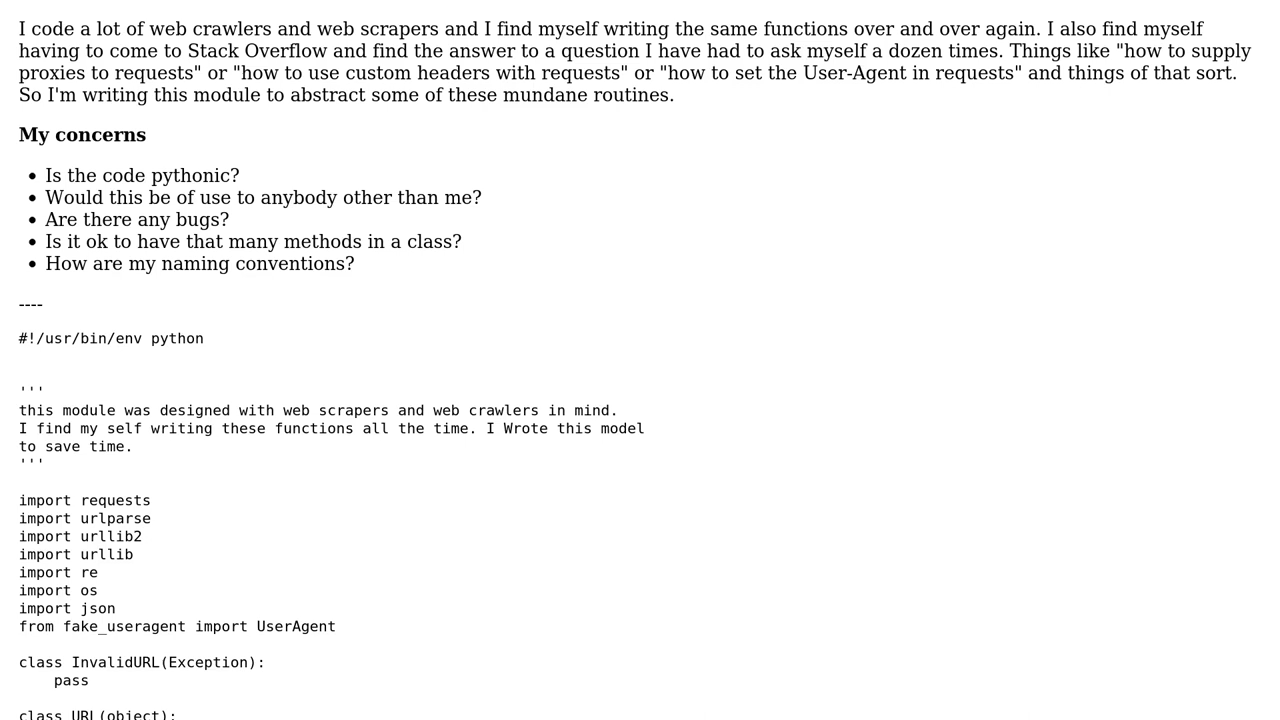 I code a lot of web crawlers and web scrapers and I find myself writing the same functions over and over again. I also find myself
having to come to Stack Overflow and find the answer to a question I have had to ask myself a dozen times. Things like "how to supply
proxies to requests" or "how to use custom headers with requests" or "how to set the User-Agent in requests" and things of that sort.
So I'm writing this module to abstract some of these mundane routines.
My concerns
• Is the code pythonic?
• Would this be of use to anybody other than me?
• Are there any bugs?
• Is it ok to have that many methods in a class?
• How are my naming conventions?
----
#!/usr/bin/env python
'''
this module was designed with web scrapers and web crawlers in mind.
I find my self writing these functions all the time. I Wrote this model
to save time.
'''
import requests
import urlparse
import urllib2
import urllib
import re
import os
import json
from fake_useragent import UserAgent
class InvalidURL(Exception):
    pass
class URL(object):